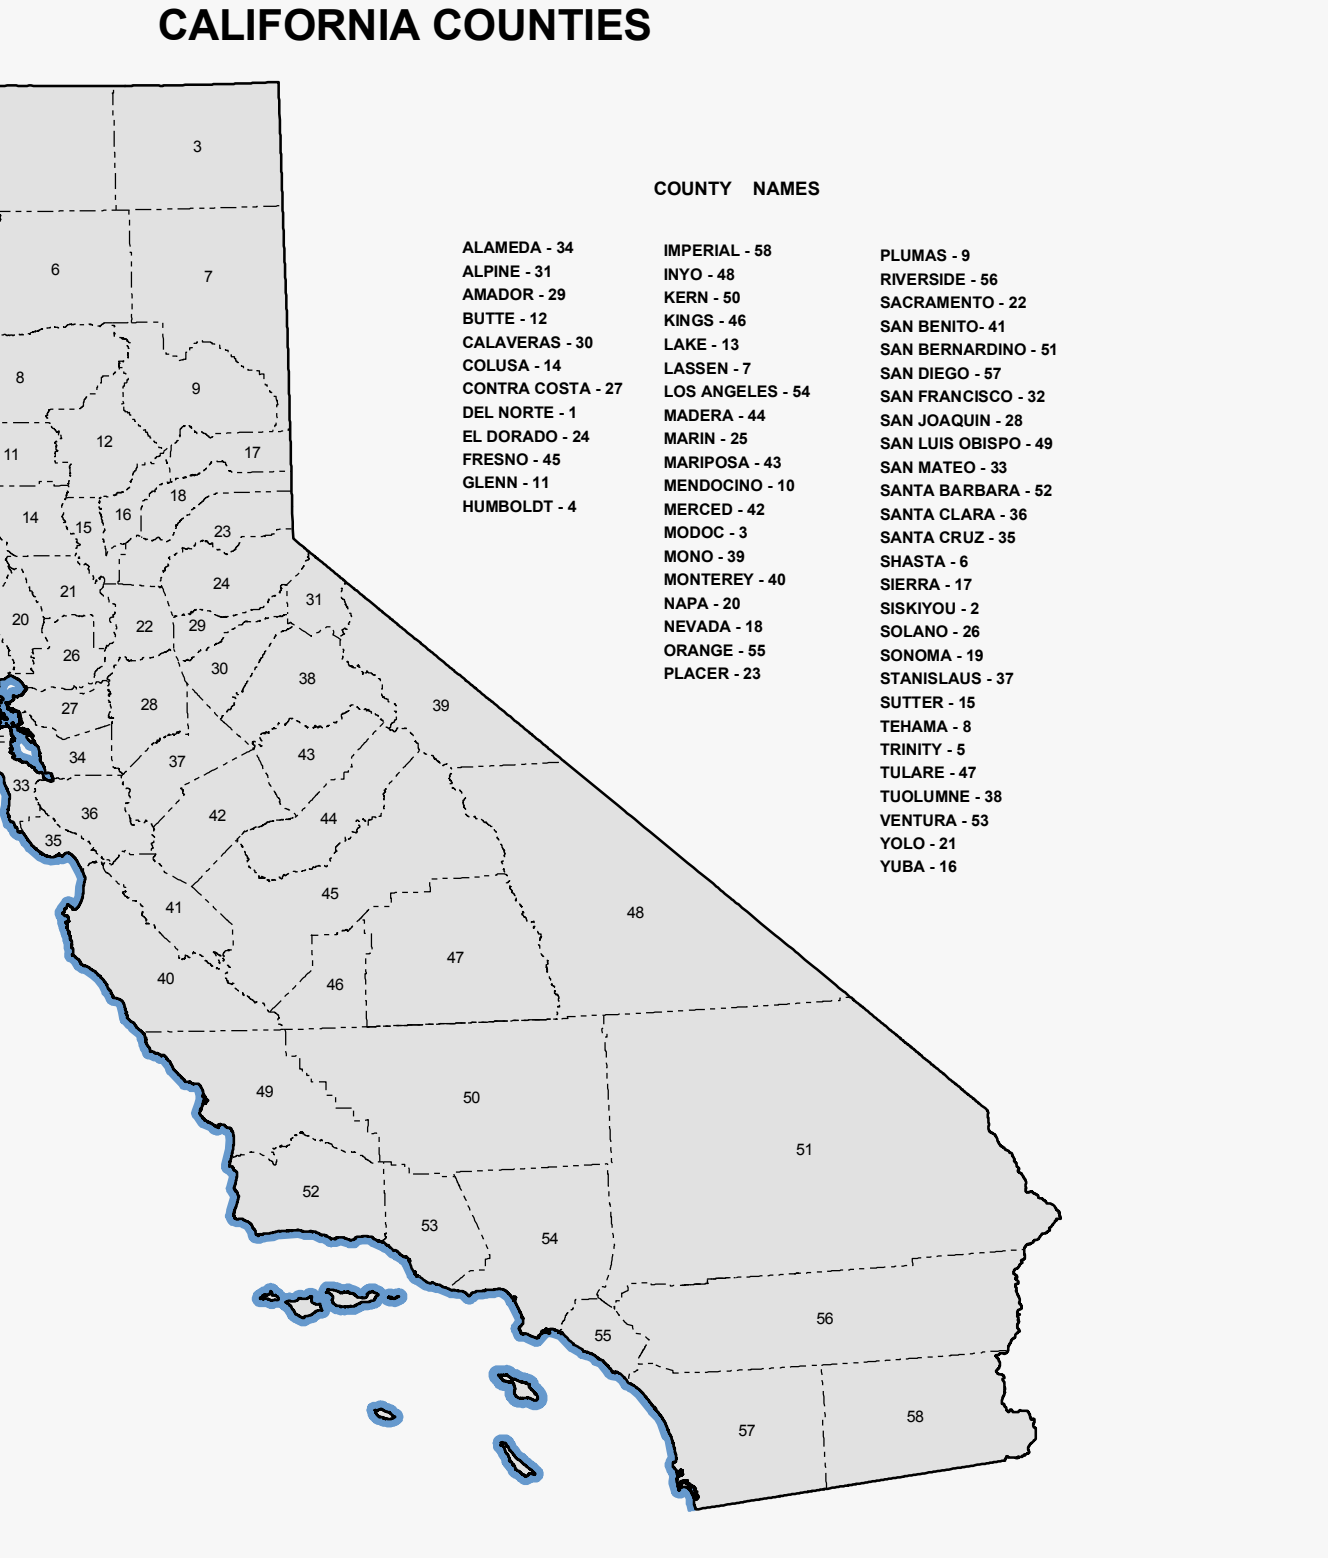 CALIFORNIA COUNTIES
COUNTY NAMES
ALAMEDA - 34
ALPINE - 31
AMADOR - 29
BUTTE - 12
CALAVERAS - 30
COLUSA - 14
CONTRA COSTA - 27
DEL NORTE - 1
EL DORADO - 24
FRESNO - 45
GLENN - 11
HUMBOLDT - 4
IMPERIAL - 58
INYO - 48
KERN - 50
KINGS - 46
LAKE - 13
LASSEN - 7
LOS ANGELES - 54
MADERA - 44
MARIN - 25
MARIPOSA - 43
MENDOCINO - 10
MERCED - 42
MODOC - 3
MONO - 39
MONTEREY - 40
NAPA - 20
NEVADA - 18
ORANGE - 55
PLACER - 23
PLUMAS - 9
RIVERSIDE - 56
SACRAMENTO - 22
SAN BENITO- 41
SAN BERNARDINO - 51
SAN DIEGO - 57
SAN FRANCISCO - 32
SAN JOAQUIN - 28
SAN LUIS OBISPO - 49
SAN MATEO - 33
SANTA BARBARA - 52
SANTA CLARA - 36
SANTA CRUZ - 35
SHASTA - 6
SIERRA - 17
SISKIYOU - 2
SOLANO - 26
SONOMA - 19
STANISLAUS - 37
SUTTER - 15
TEHAMA - 8
TRINITY - 5
TULARE - 47
TUOLUMNE - 38
VENTURA - 53
YOLO - 21
YUBA - 16
3
6
7
8
9
12
11
17
18
14
15
16
23
24
21
31
20
22
29
26
30
38
27
28
39
34
37
43
33
36
42
44
35
45
41
48
47
40
46
49
50
51
52
53
54
56
55
58
57